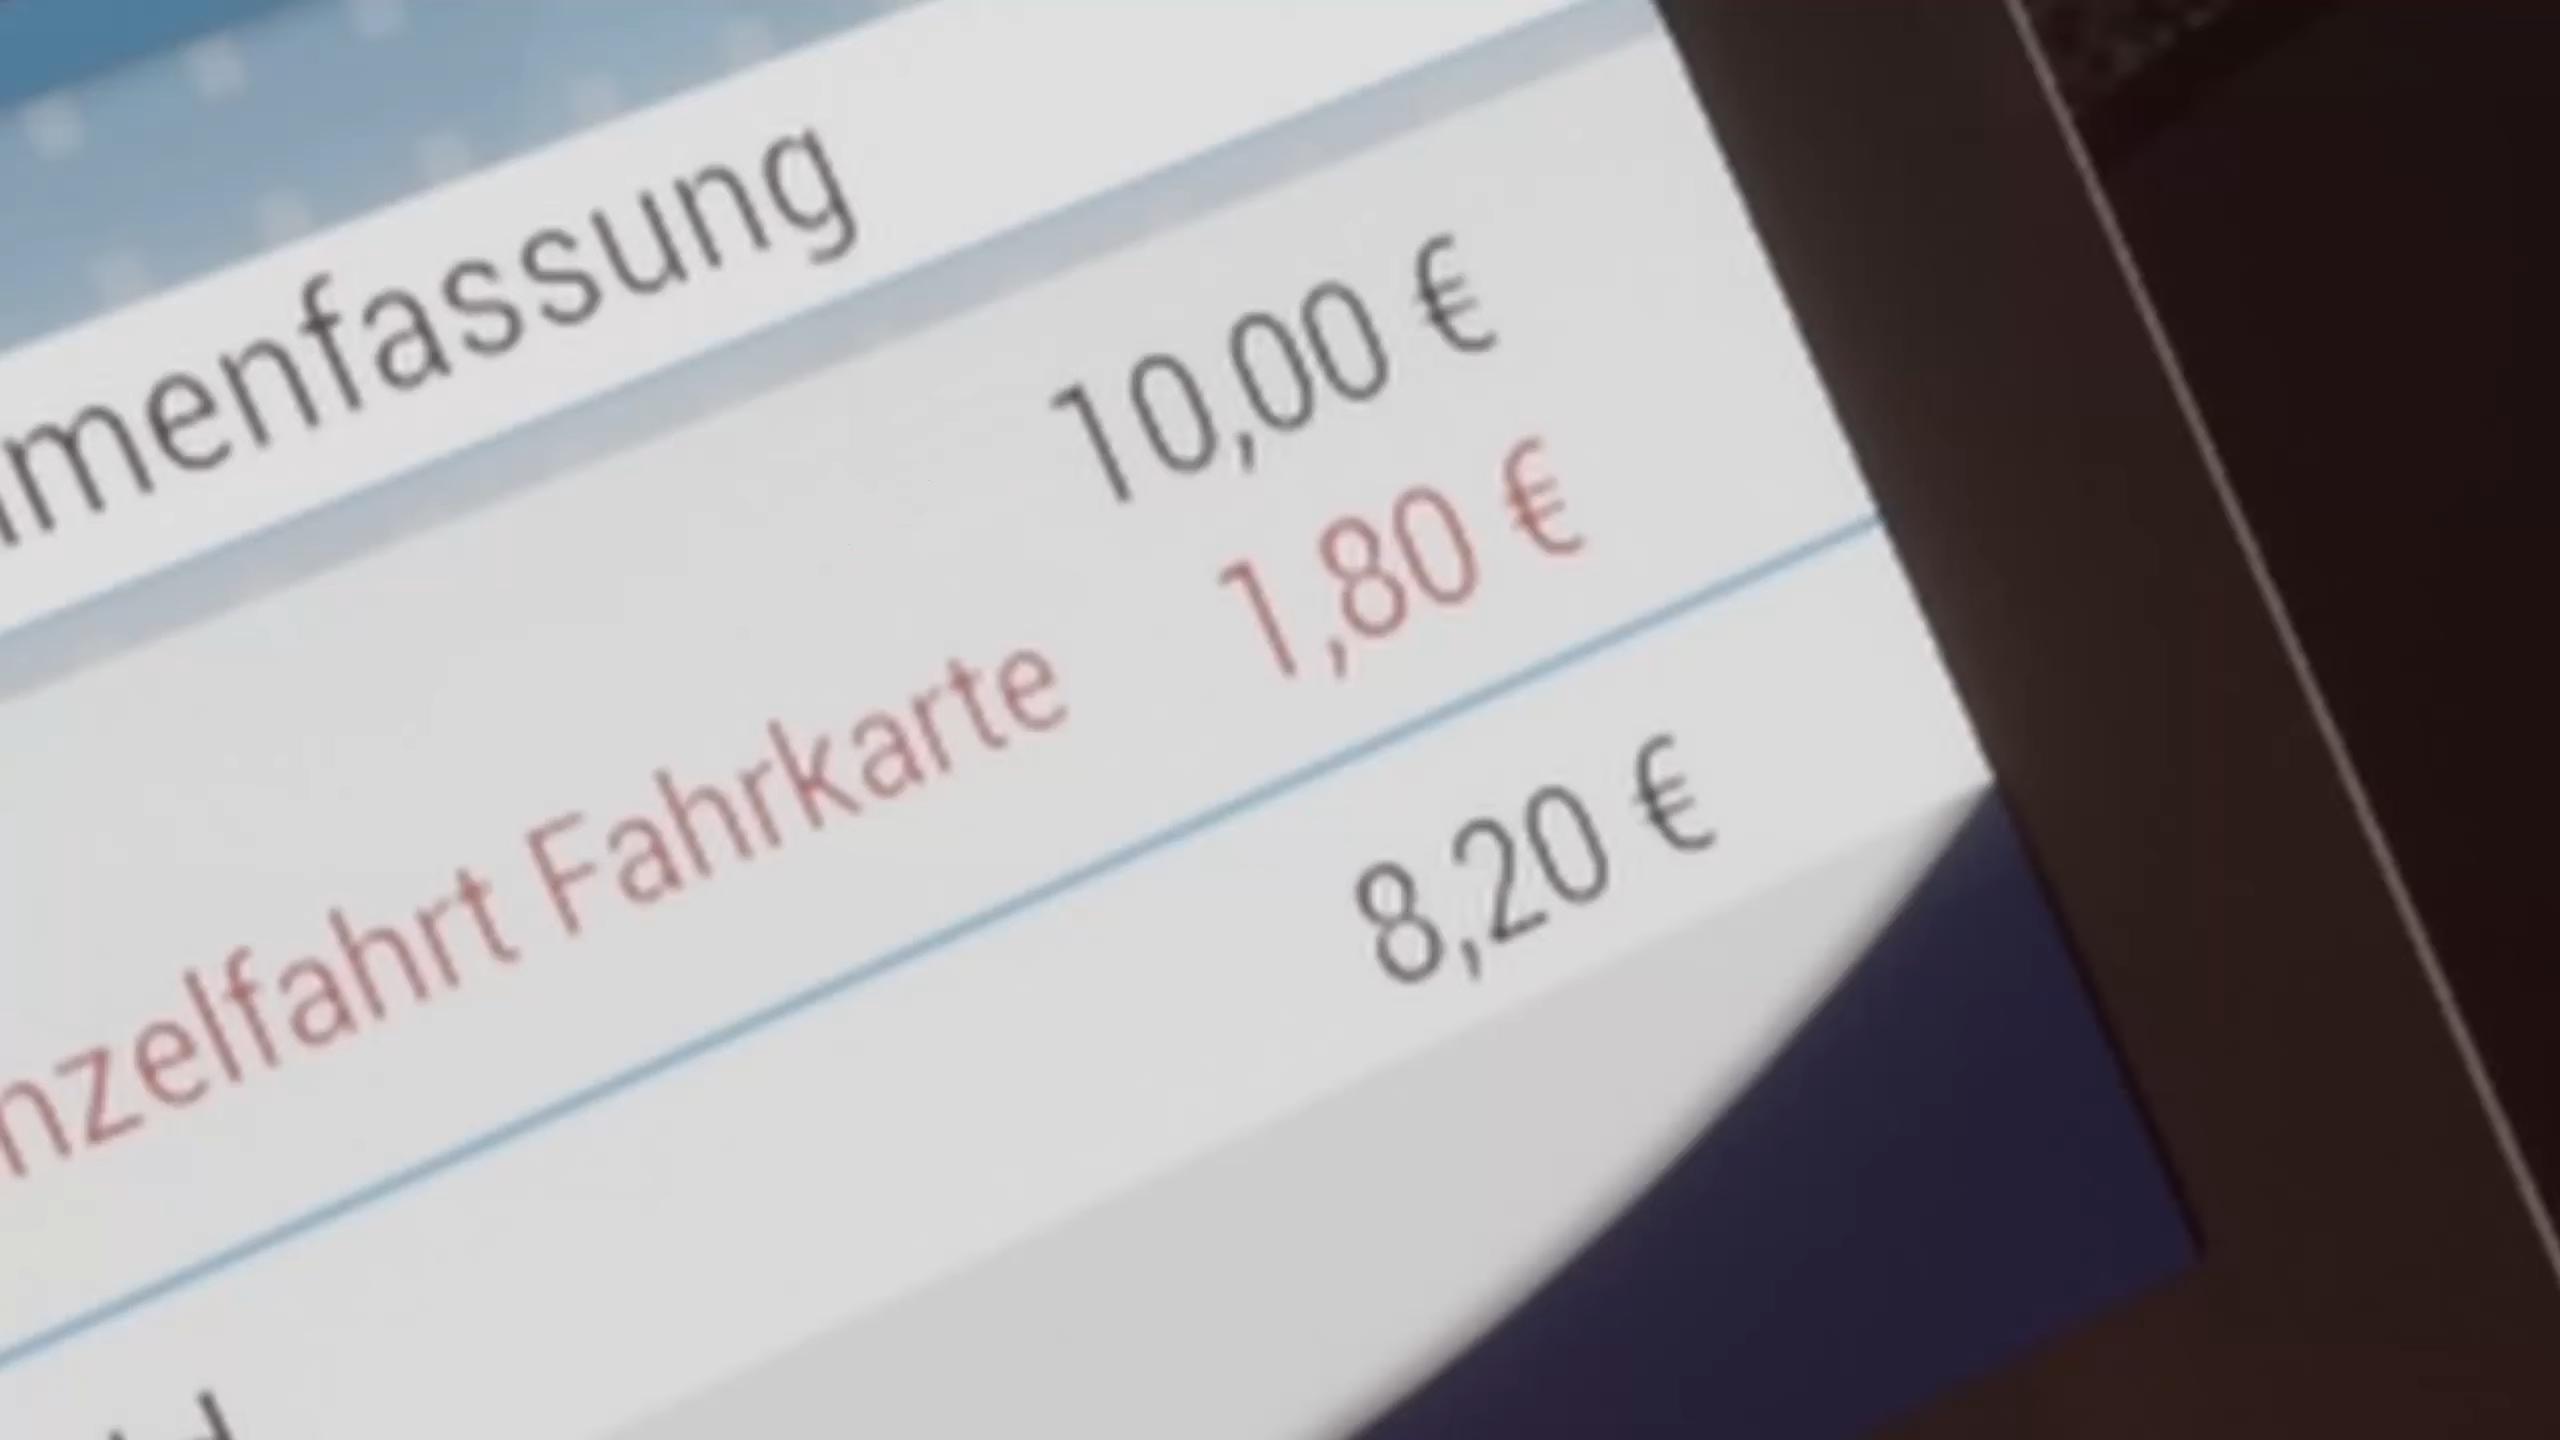 menfassung
10,00 €
nzelfahrt Fahrkarte 1,80 €
8,20 €